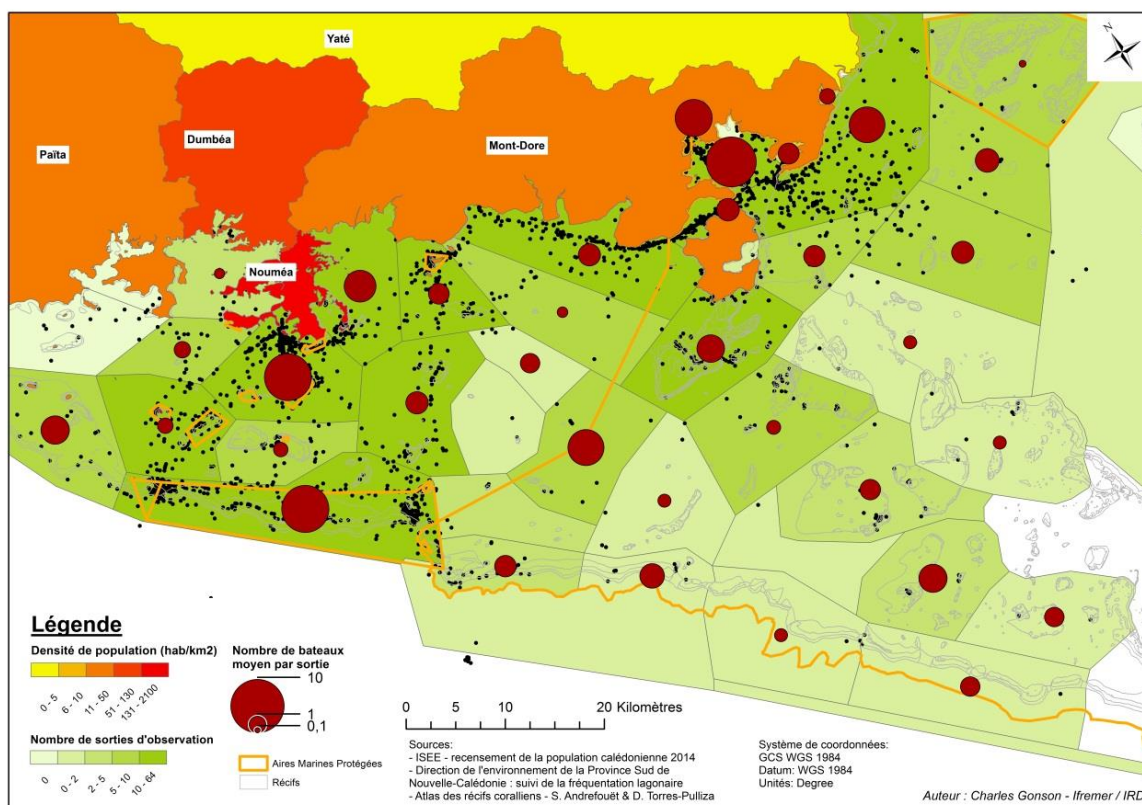 Yaté
N
Dumbéa
Païta
Mont-Dore
Nouméa
Légende
Densité de population (hab/km2)
0 - 5
6 - 10
11 - 50
51 - 130
131 - 2100
Nombre de sorties d'observation
0
0 - 2
2 - 5
5 - 10
10 - 64
Nombre de bateaux
moyen par sortie
10
1
0,1
Aires Marines Protégées
Récifs
0 5 10 20 Kilomètres
Sources:
- ISEE - recensement de la population calédonienne 2014
- Direction de l'environnement de la Province Sud de
Nouvelle-Calédonie : suivi de la fréquentation lagonaire
- Atlas des récifs coralliens - S. Andrefouët & D. Torres-Pulliza
Système de coordonnées:
GCS WGS 1984
Datum: WGS 1984
Unités: Degree
Auteur : Charles Gonson - Ifremer / IRD